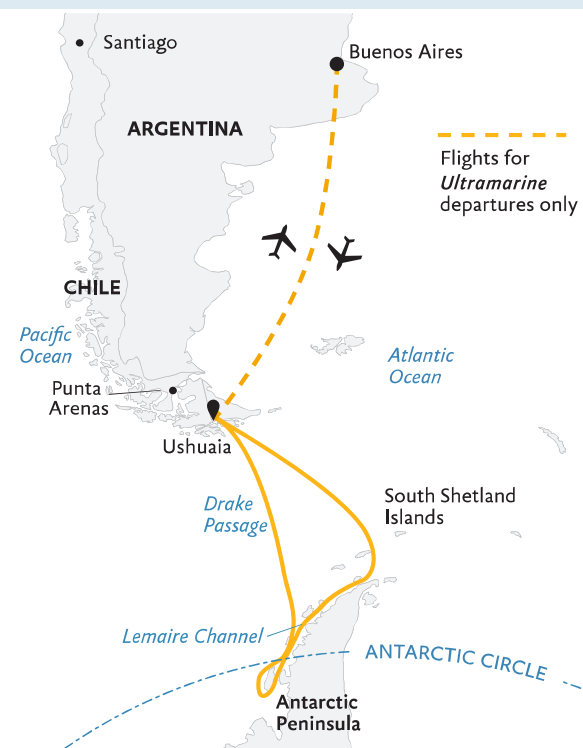 Santiago
Buenos Aires
ARGENTINA
Flights for
Ultramarine
departures only
CHILE
Pacific
Ocean
Atlantic
Ocean
Punta
Arenas
Ushuaia
Drake
Passage
South Shetland
Islands
Lemaire Channel
ANTARCTIC CIRCLE
Antarctic
Peninsula